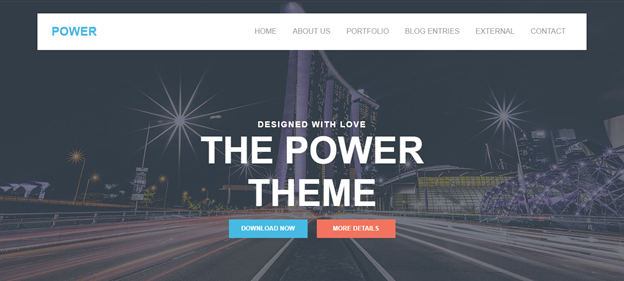 POWER
HOME ABOUT US PORTFOLIO BLOG ENTRIES EXTERNAL CONTACT
DESIGNED WITH LOVE
THE POWER
THEME
DOWNLOAD NOW MORE DETAILS